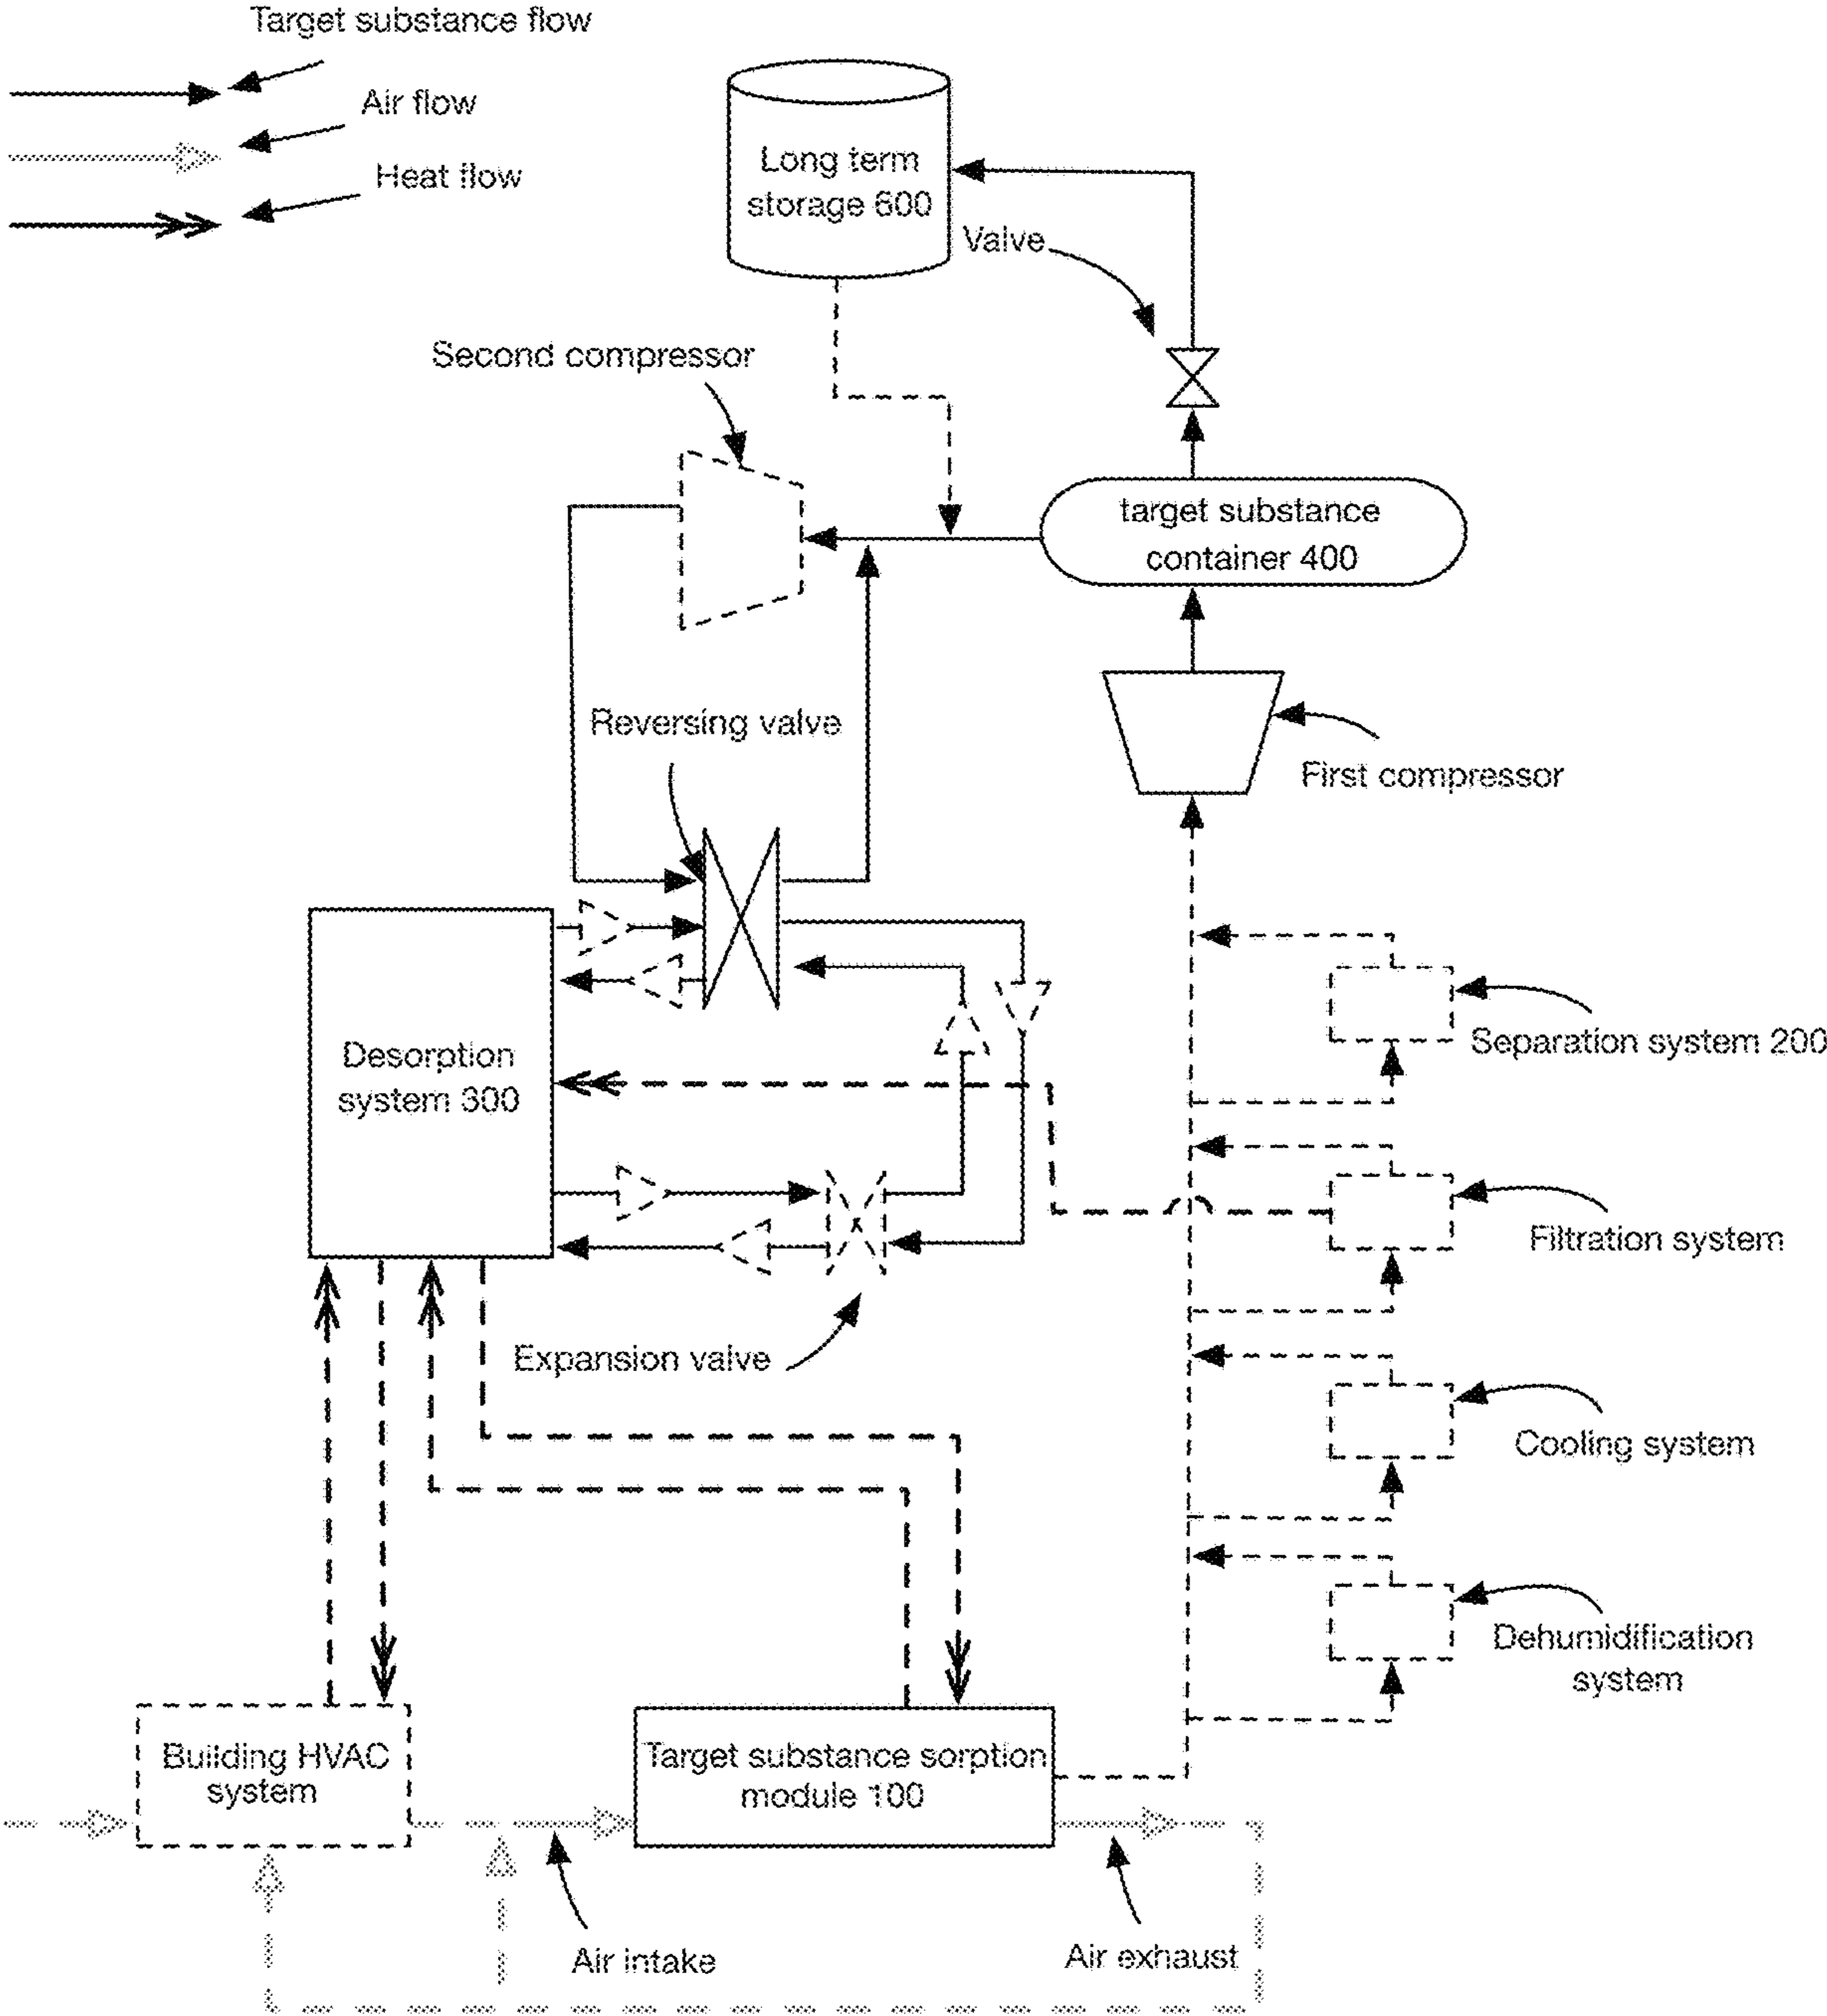 Target substance flow
Air flow
Heat flow
Long term
storage 600
Valve
Second compressor
target substance
container 400
Reversing valve
First compressor
Separation system 200
Desorption
system 300
Filtration system
Expansion valve
Cooling system
Dehumidification
system
Building HVAC
system
Target substance sorption
module 100
Air intake
Air exhaust